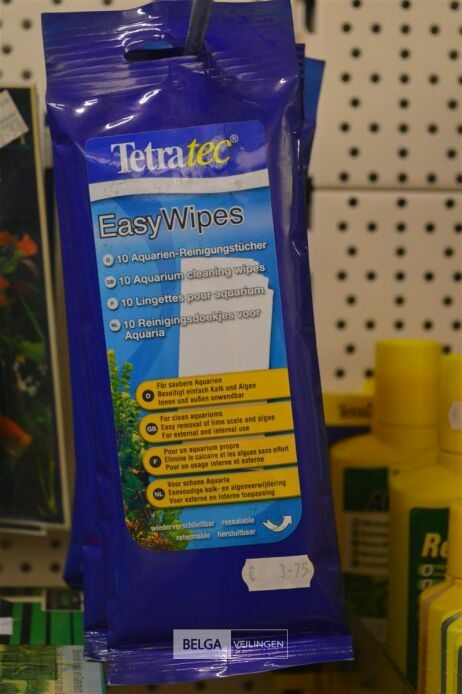 Tetratec®
EasyWipes
D 10 Aquarien-Reinigungstücher
GB 10 Aquarium cleaning wipes
F 10 Lingettes pour aquarium
NL 10 Reinigingsdoekjes voor
Aquaria
D
Für saubere Aquarien
Beseitigt einfach Kalk und Algen
Innen und außen anwendbar
GB
For clean aquariums
Easy removal of lime scale and algae
For external and internal use
F
Pour un aquarium propre
Elimine le calcaire et les algues sans effort
Pour un usage interne et externe
NL
Voor schone Aquaria
Eenvoudige kalk- en algenverwijdering
Voor externe en interne toepassing
wiederverschließbar resealable
refermable hersluitbaar
€ 3.75
BELGA VEILINGEN